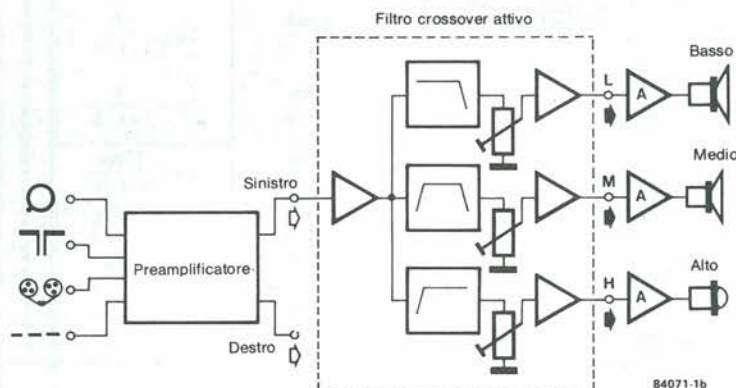 Filtro crossover attivo
Basso
L
A
Medio
Sinistro
M
A
Preamplificatore
Alto
H
A
Destro
84071-1b